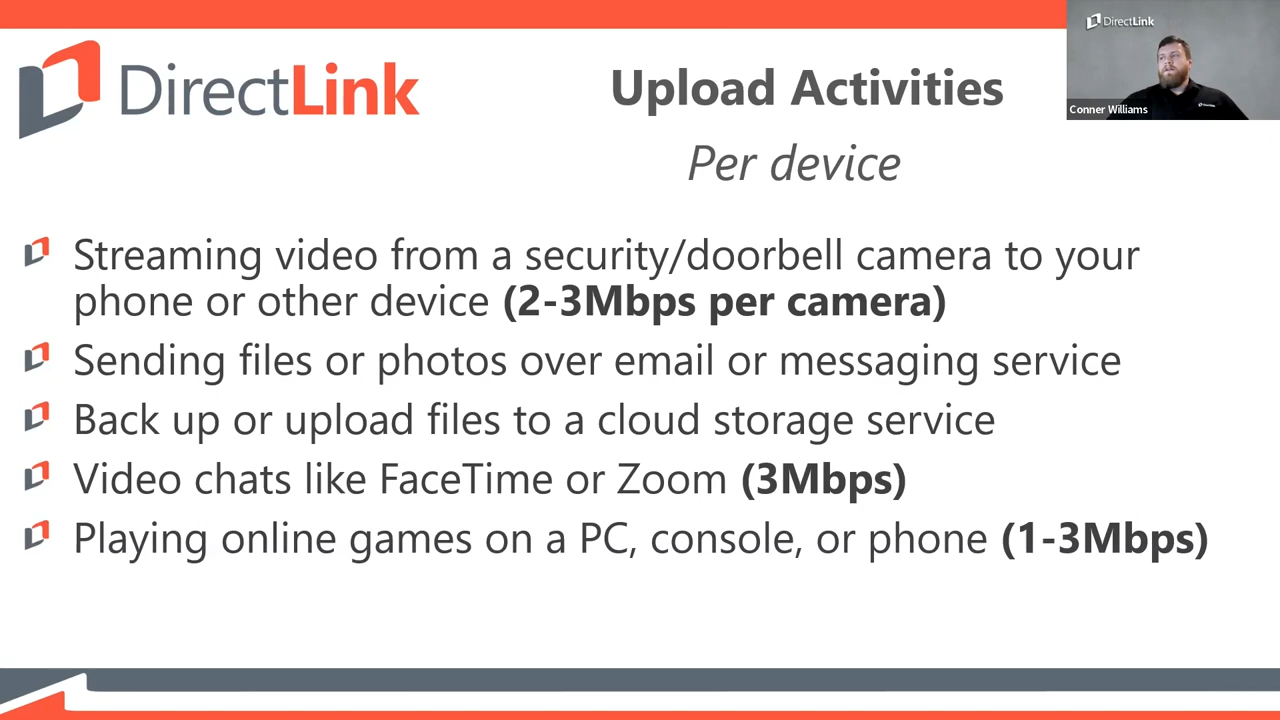 DirectLink
Conner Williams
DirectLink
Upload Activities
Per device
Streaming video from a security/doorbell camera to your
phone or other device (2-3Mbps per camera)
Sending files or photos over email or messaging service
Back up or upload files to a cloud storage service
Video chats like FaceTime or Zoom (3Mbps)
Playing online games on a PC, console, or phone (1-3Mbps)